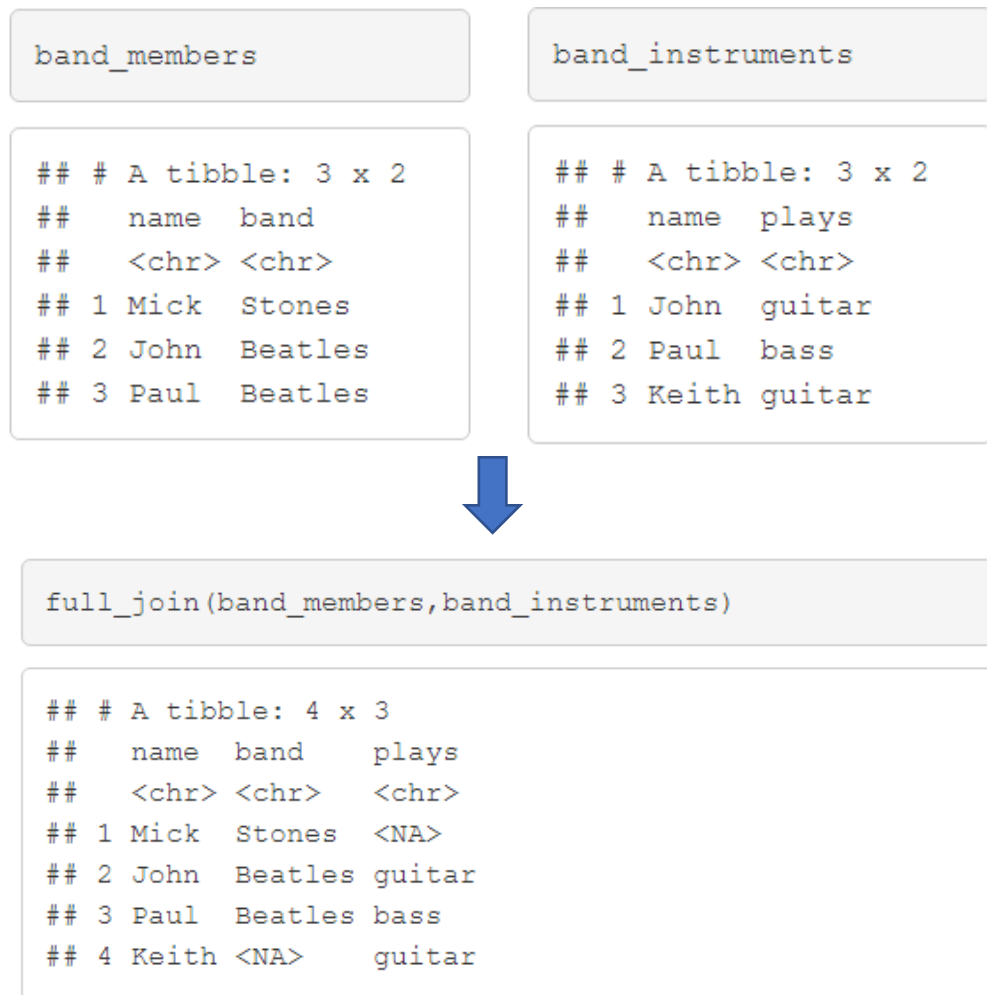 band_members
## # A tibble: 3 x 2
##   name  band
##   <chr> <chr>
## 1 Mick  Stones
## 2 John  Beatles
## 3 Paul  Beatles
band_instruments
## # A tibble: 3 x 2
##   name  plays
##   <chr> <chr>
## 1 John  guitar
## 2 Paul  bass
## 3 Keith guitar
full_join(band_members,band_instruments)
## # A tibble: 4 x 3
##   name  band    plays
##   <chr> <chr>   <chr>
## 1 Mick  Stones  <NA>
## 2 John  Beatles guitar
## 3 Paul  Beatles bass
## 4 Keith <NA>    guitar